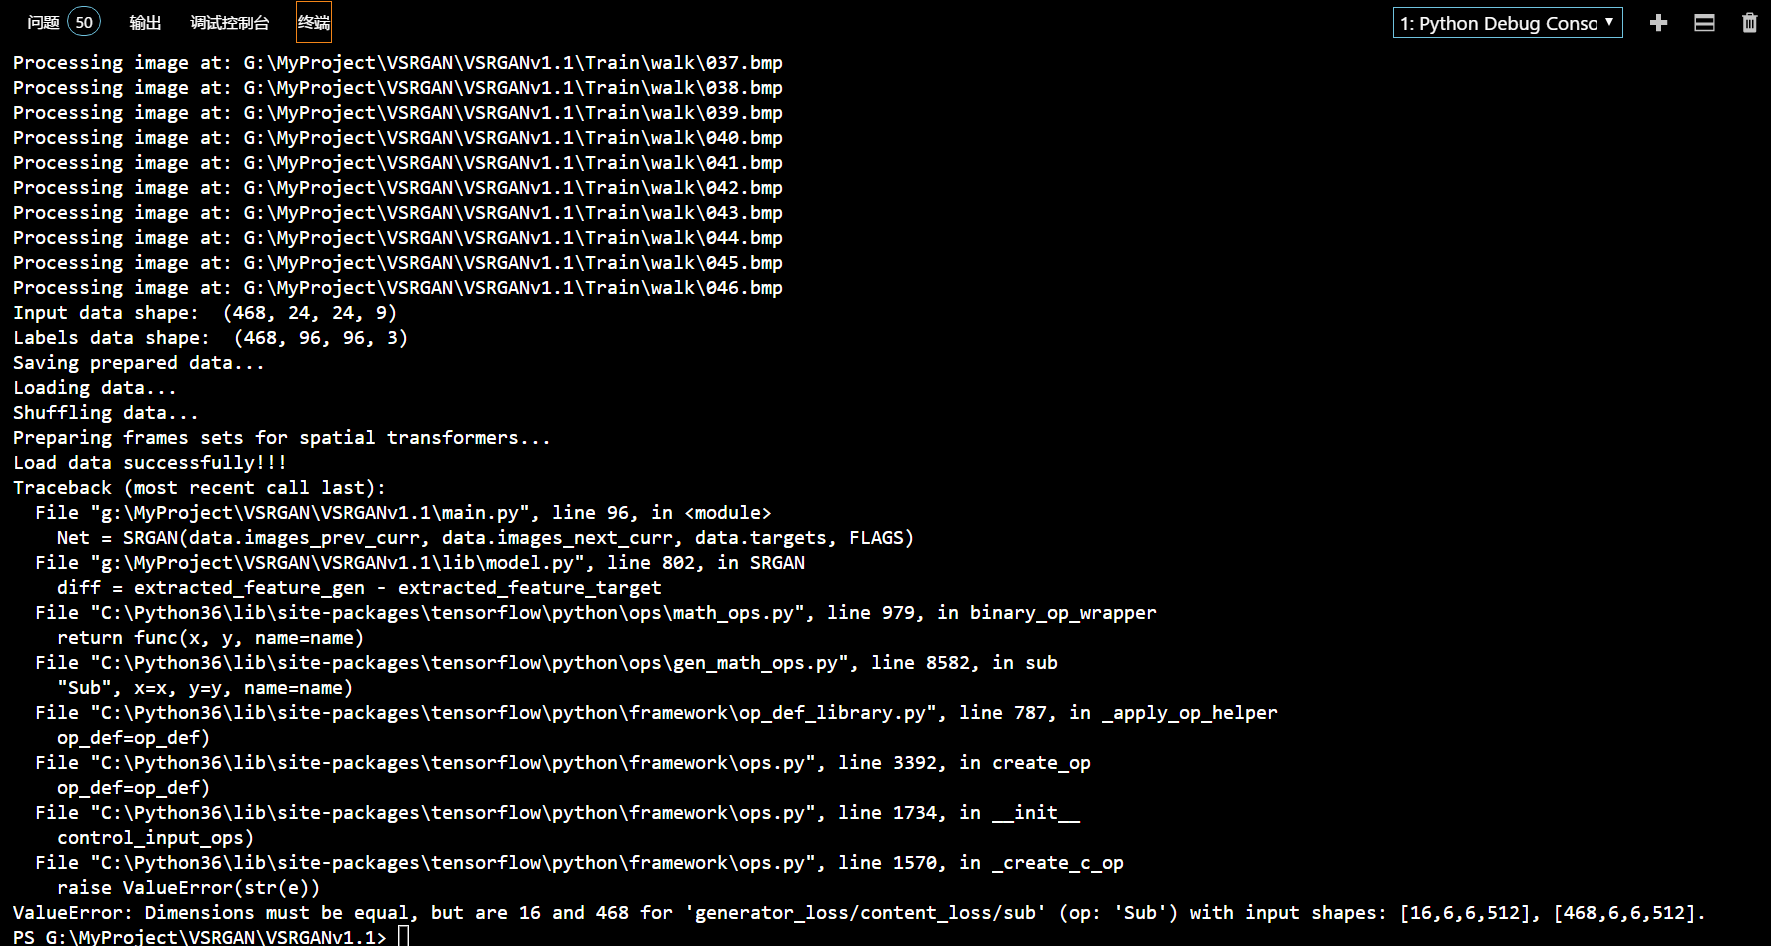 问题 50 输出 调试控制台 终端 1: Python Debug Consc
Processing image at: G:\MyProject\VSRGAN\VSRGANv1.1\Train\walk\037.bmp
Processing image at: G:\MyProject\VSRGAN\VSRGANv1.1\Train\walk\038.bmp
Processing image at: G:\MyProject\VSRGAN\VSRGANv1.1\Train\walk\039.bmp
Processing image at: G:\MyProject\VSRGAN\VSRGANv1.1\Train\walk\040.bmp
Processing image at: G:\MyProject\VSRGAN\VSRGANv1.1\Train\walk\041.bmp
Processing image at: G:\MyProject\VSRGAN\VSRGANv1.1\Train\walk\042.bmp
Processing image at: G:\MyProject\VSRGAN\VSRGANv1.1\Train\walk\043.bmp
Processing image at: G:\MyProject\VSRGAN\VSRGANv1.1\Train\walk\044.bmp
Processing image at: G:\MyProject\VSRGAN\VSRGANv1.1\Train\walk\045.bmp
Processing image at: G:\MyProject\VSRGAN\VSRGANv1.1\Train\walk\046.bmp
Input data shape:  (468, 24, 24, 9)
Labels data shape:  (468, 96, 96, 3)
Saving prepared data...
Loading data...
Shuffling data...
Preparing frames sets for spatial transformers...
Load data successfully!!!
Traceback (most recent call last):
  File "g:\MyProject\VSRGAN\VSRGANv1.1\main.py", line 96, in <module>
    Net = SRGAN(data.images_prev_curr, data.images_next_curr, data.targets, FLAGS)
  File "g:\MyProject\VSRGAN\VSRGANv1.1\lib\model.py", line 802, in SRGAN
    diff = extracted_feature_gen - extracted_feature_target
  File "C:\Python36\lib\site-packages\tensorflow\python\ops\math_ops.py", line 979, in binary_op_wrapper
    return func(x, y, name=name)
  File "C:\Python36\lib\site-packages\tensorflow\python\ops\gen_math_ops.py", line 8582, in sub
    "Sub", x=x, y=y, name=name)
  File "C:\Python36\lib\site-packages\tensorflow\python\framework\op_def_library.py", line 787, in _apply_op_helper
    op_def=op_def)
  File "C:\Python36\lib\site-packages\tensorflow\python\framework\ops.py", line 3392, in create_op
    op_def=op_def)
  File "C:\Python36\lib\site-packages\tensorflow\python\framework\ops.py", line 1734, in __init__
    control_input_ops)
  File "C:\Python36\lib\site-packages\tensorflow\python\framework\ops.py", line 1570, in _create_c_op
    raise ValueError(str(e))
ValueError: Dimensions must be equal, but are 16 and 468 for 'generator_loss/content_loss/sub' (op: 'Sub') with input shapes: [16,6,6,512], [468,6,6,512].
PS G:\MyProject\VSRGAN\VSRGANv1.1>